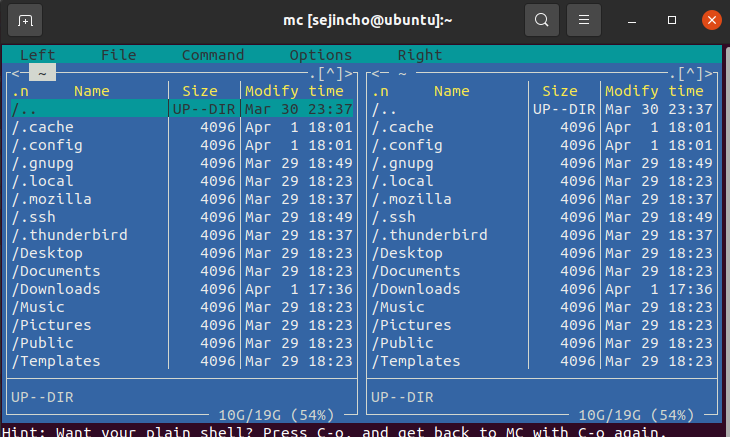 mc [sejincho@ubuntu]:~
Left File Command Options Right
<─ ~ .[^]> <─ ~ .[^]>
.n Name Size Modify time .n Name Size Modify time
/.. UP--DIR Mar 30 23:37 /.. UP--DIR Mar 30 23:37
/.cache 4096 Apr 1 18:01 /.cache 4096 Apr 1 18:01
/.config 4096 Apr 1 18:01 /.config 4096 Apr 1 18:01
/.gnupg 4096 Mar 29 18:49 /.gnupg 4096 Mar 29 18:49
/.local 4096 Mar 29 18:23 /.local 4096 Mar 29 18:23
/.mozilla 4096 Mar 29 18:37 /.mozilla 4096 Mar 29 18:37
/.ssh 4096 Mar 29 18:49 /.ssh 4096 Mar 29 18:49
/.thunderbird 4096 Mar 29 18:37 /.thunderbird 4096 Mar 29 18:37
/Desktop 4096 Mar 29 18:23 /Desktop 4096 Mar 29 18:23
/Documents 4096 Mar 29 18:23 /Documents 4096 Mar 29 18:23
/Downloads 4096 Apr 1 17:36 /Downloads 4096 Apr 1 17:36
/Music 4096 Mar 29 18:23 /Music 4096 Mar 29 18:23
/Pictures 4096 Mar 29 18:23 /Pictures 4096 Mar 29 18:23
/Public 4096 Mar 29 18:23 /Public 4096 Mar 29 18:23
/Templates 4096 Mar 29 18:23 /Templates 4096 Mar 29 18:23
UP--DIR UP--DIR
10G/19G (54%) 10G/19G (54%)
Hint: Want your plain shell? Press C-o, and get back to MC with C-o again.